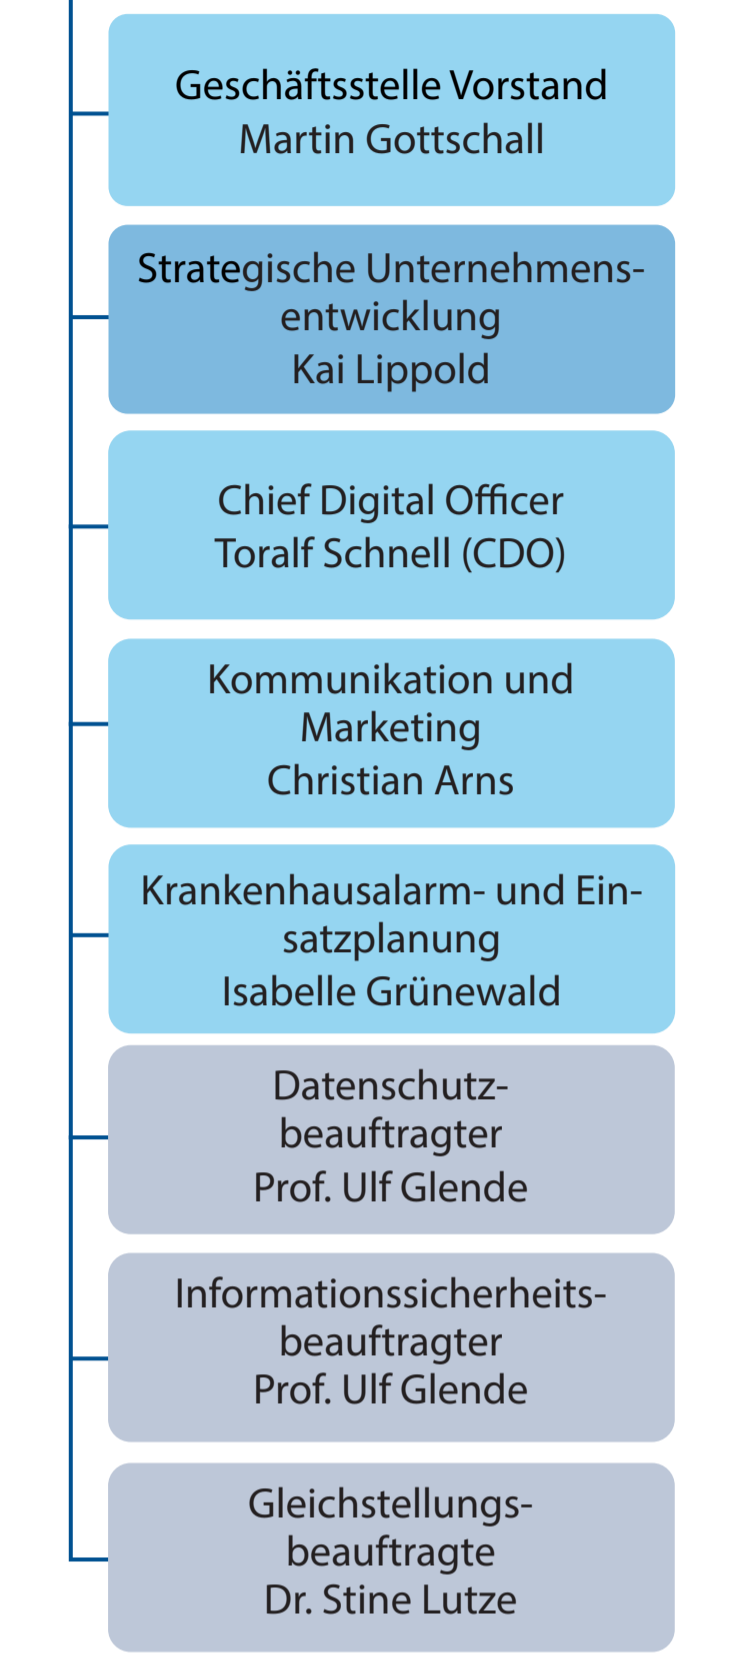 Geschäftsstelle Vorstand
Martin Gottschall
Strategische Unternehmens-
entwicklung
Kai Lippold
Chief Digital Officer
Toralf Schnell (CDO)
Kommunikation und
Marketing
Christian Arns
Krankenhausalarm- und Ein-
satzplanung
Isabelle Grünewald
Datenschutz-
beauftragter
Prof. Ulf Glende
Informationssicherheits-
beauftragter
Prof. Ulf Glende
Gleichstellungs-
beauftragte
Dr. Stine Lutze